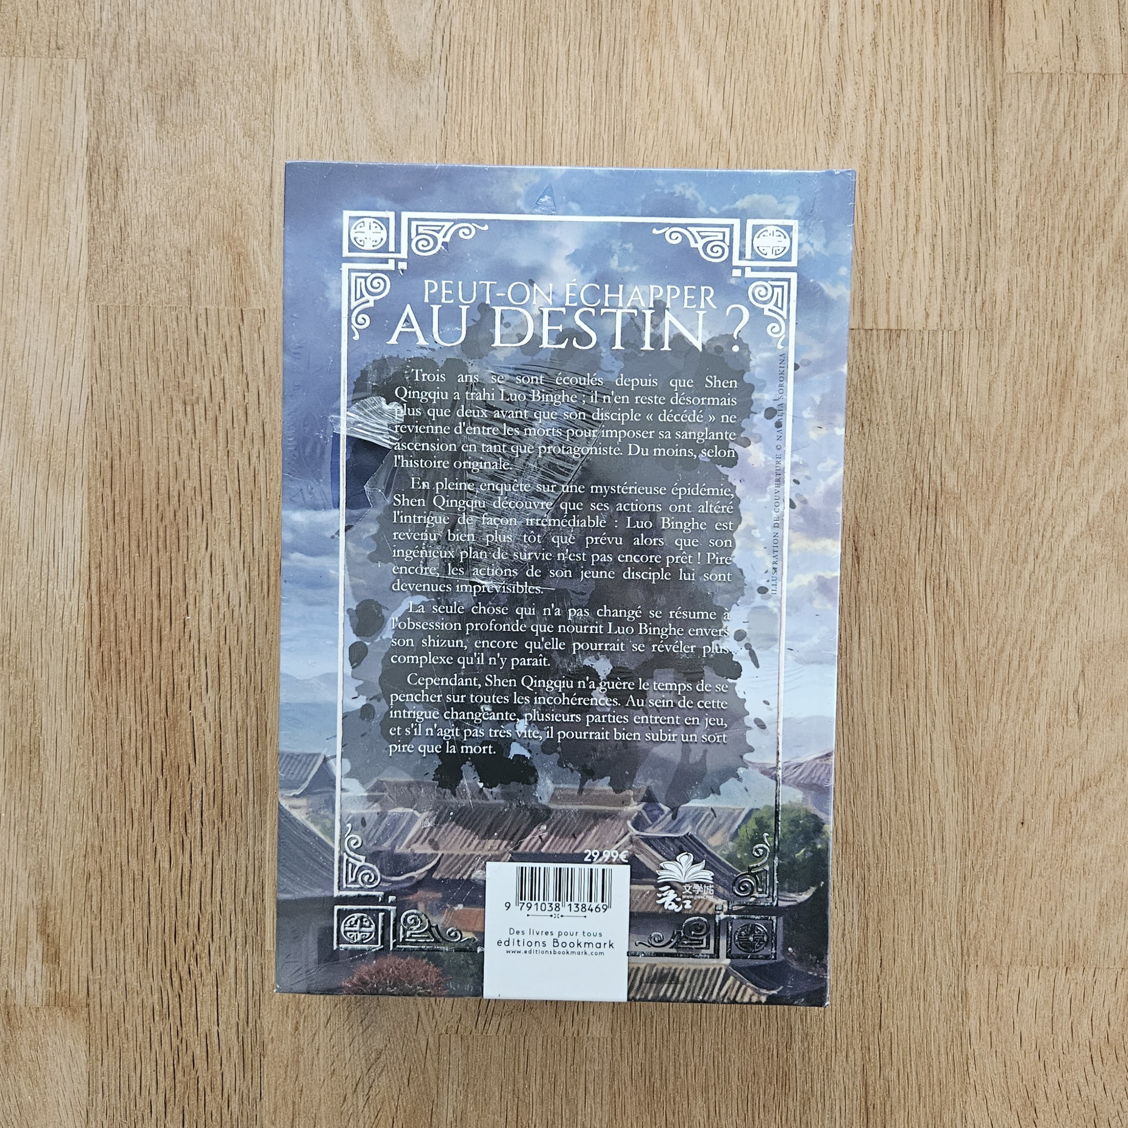 PEUT-ON ÉCHAPPER
AU DESTIN ?
Trois ans se sont écoulés depuis que Shen
Qingqiu a trahi Luo Binghe ; il n'en reste désormais
plus que deux avant que son disciple « décédé » ne
revienne d'entre les morts pour imposer sa sanglante
ascension en tant que protagoniste. Du moins, selon
l'histoire originale.
En pleine enquête sur une mystérieuse épidémie,
Shen Qingqiu découvre que ses actions ont altéré
l'intrigue de façon irrémédiable : Luo Binghe est
revenu bien plus tôt que prévu alors que son
ingénieux plan de survie n'est pas encore prêt ! Pire
encore, les actions de son jeune disciple lui sont
devenues imprévisibles.
La seule chose qui n'a pas changé se résume à
l'obsession profonde que nourrit Luo Binghe envers
son shizun, encore qu'elle pourrait se révéler plus
complexe qu'il n'y paraît.
Cependant, Shen Qingqiu n'a guère le temps de se
pencher sur toutes les incohérences. Au sein de cette
intrigue changeante, plusieurs parties entrent en jeu,
et s'il n'agit pas très vite, il pourrait bien subir un sort
pire que la mort.
ILLUSTRATION DE COUVERTURE © NATALIA SOROKINA
29.99€
9 791038 138469
Des livres pour tous
éditions Bookmark
www.editionsbookmark.com
晋江文学城